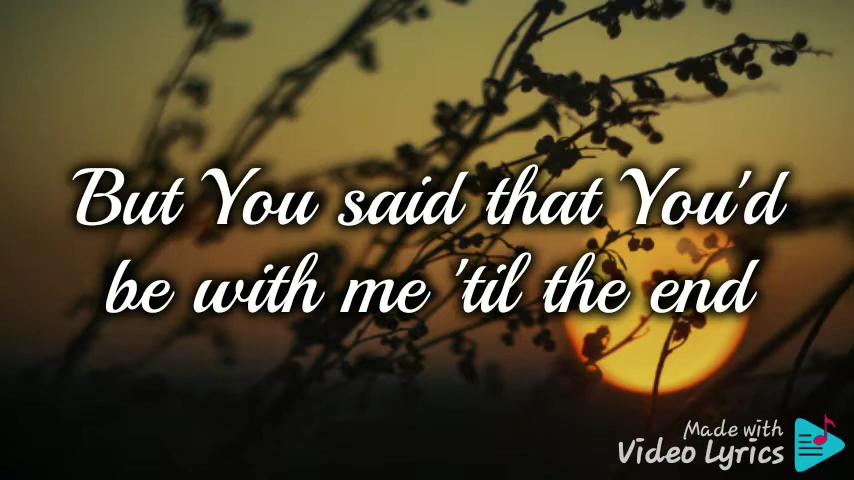 But You said that You'd
be with me 'til the end
Made with
Video Lyrics